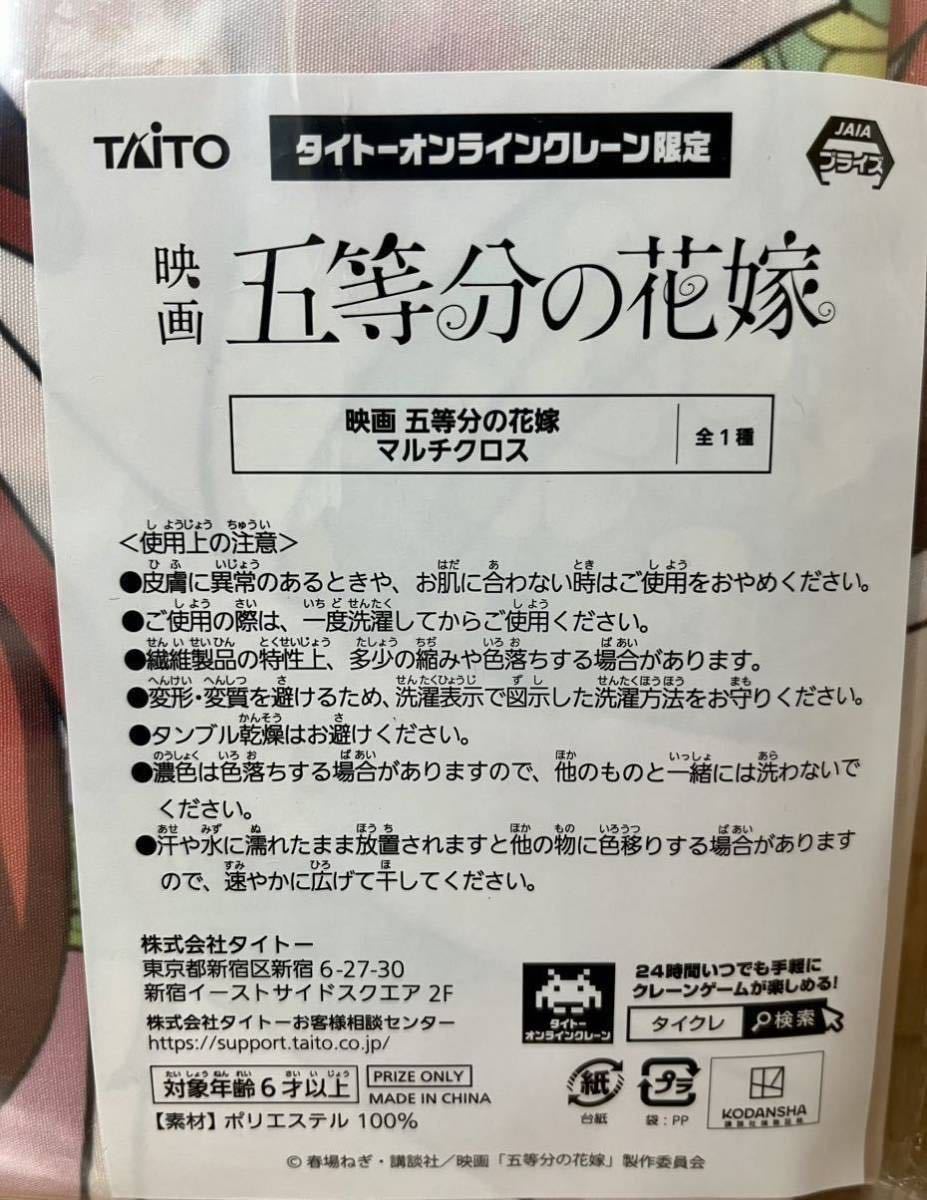 TAITO
タイトーオンラインクレーン限定
JAIA
プライズ
映画
五等分の花嫁
映画 五等分の花嫁
マルチクロス
全1種
<使用上の注意>
●皮膚に異常のあるときや、お肌に合わない時はご使用をおやめください。
●ご使用の際は、一度洗濯してからご使用ください。
●繊維製品の特性上、多少の縮みや色落ちする場合があります。
●変形・変質を避けるため、洗濯表示で図示した洗濯方法をお守りください。
●タンブル乾燥はお避けください。
●濃色は色落ちする場合がありますので、他のものと一緒には洗わないで
ください。
●汗や水に濡れたまま放置されますと他の物に色移りする場合があります
ので、速やかに広げて干してください。
株式会社タイトー
東京都新宿区新宿 6-27-30
新宿イーストサイドスクエア 2F
株式会社タイトーお客様相談センター
https://support.taito.co.jp/
対象年齢6才以上
PRIZE ONLY
MADE IN CHINA
【素材】ポリエステル 100%
タイトー
オンラインクレーン
24時間いつでも手軽に
クレーンゲームが楽しめる!
タイクレ 検索
紙
台紙
プラ
袋:PP
KODANSHA
© 春場ねぎ・講談社/映画「五等分の花嫁」製作委員会